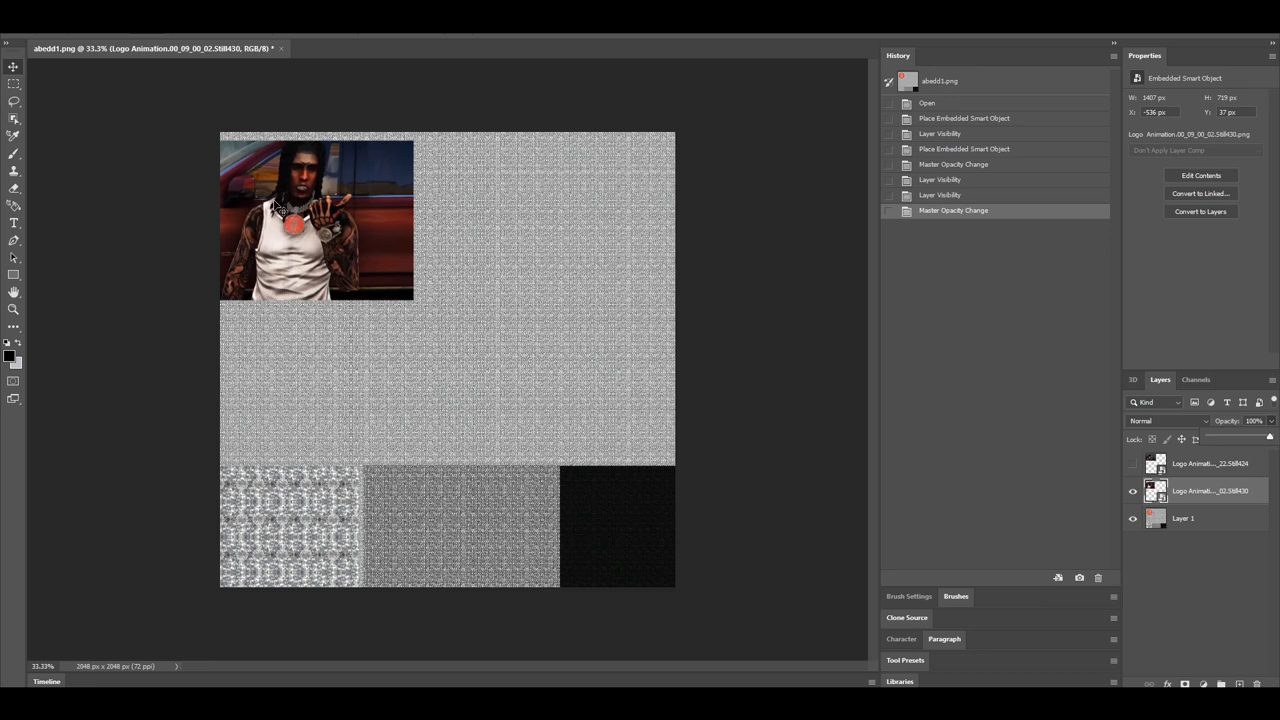 abedd1.png @ 33.3% (Logo Animation.00_09_00_02.Still430, RGB/8) *
History
abedd1.png
Open
Place Embedded Smart Object
Layer Visibility
Place Embedded Smart Object
Master Opacity Change
Layer Visibility
Layer Visibility
Master Opacity Change
Brush Settings
Brushes
Clone Source
Character
Paragraph
Tool Presets
Libraries
Properties
Embedded Smart Object
W: 1407 px
H: 719 px
X: -536 px
Y: 37 px
Logo Animation.00_09_00_02.Still430.png
Don't Apply Layer Comp
Edit Contents
Convert to Linked...
Convert to Layers
3D
Layers
Channels
Kind
Normal
Opacity: 100%
Lock:
Logo Animati..._22.Still424
Logo Animati..._02.Still430
Layer 1
33.33%
2048 px x 2048 px (72 ppi)
Timeline